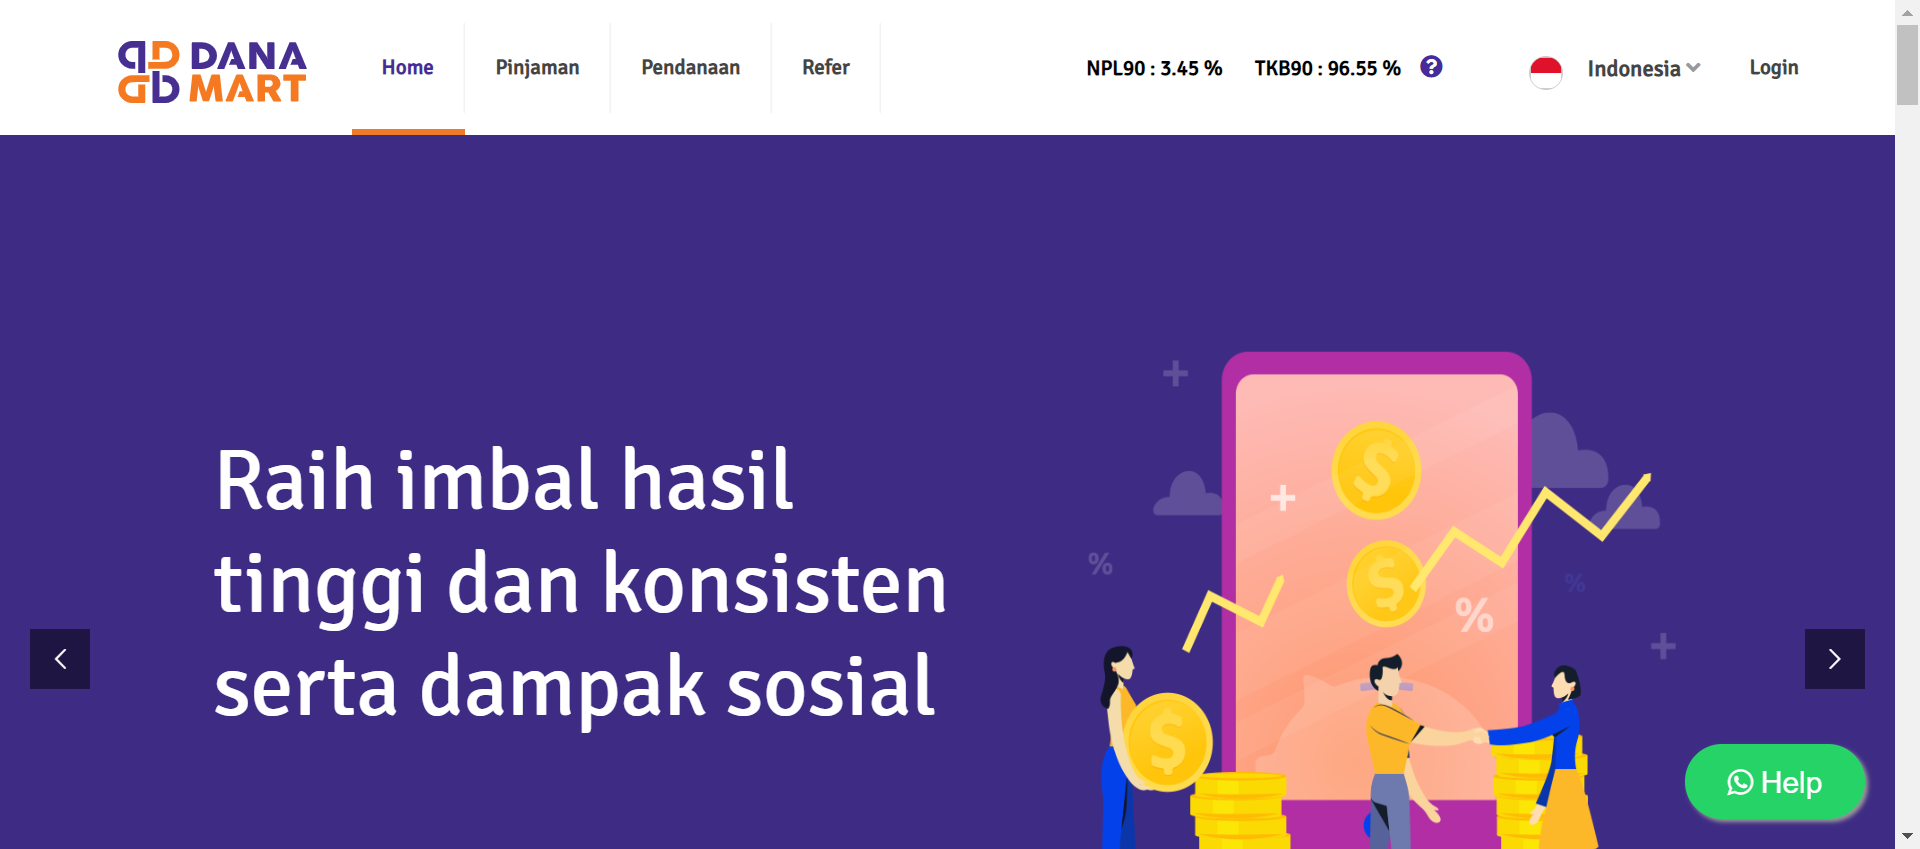 DANA
MART
Home
Pinjaman
Pendanaan
Refer
NPL90 : 3.45 %
TKB90 : 96.55 %
?
Indonesia
Login
Raih imbal hasil
tinggi dan konsisten
serta dampak sosial
$
$
%
%
%
$
Help